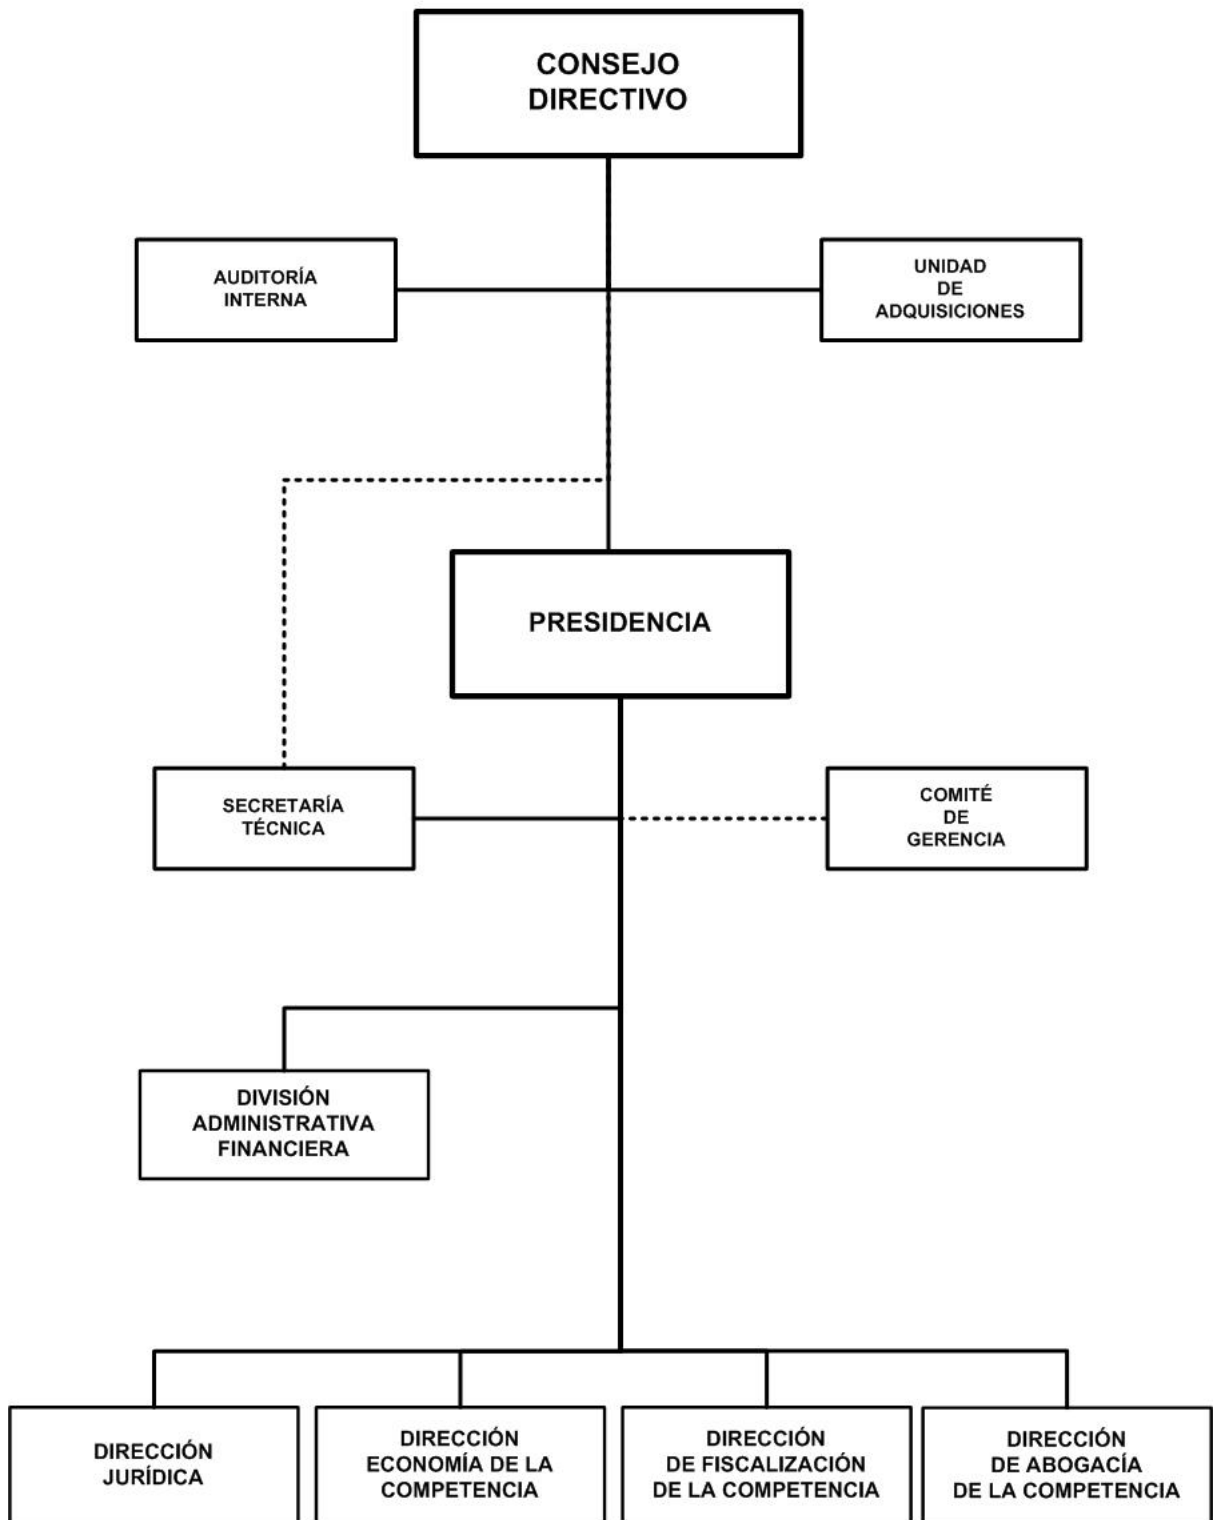 CONSEJO
DIRECTIVO
AUDITORÍA
INTERNA
UNIDAD
DE
ADQUISICIONES
PRESIDENCIA
SECRETARÍA
TÉCNICA
COMITÉ
DE
GERENCIA
DIVISIÓN
ADMINISTRATIVA
FINANCIERA
DIRECCIÓN
JURÍDICA
DIRECCIÓN
ECONOMÍA DE LA
COMPETENCIA
DIRECCIÓN
DE FISCALIZACIÓN
DE LA COMPETENCIA
DIRECCIÓN
DE ABOGACÍA
DE LA COMPETENCIA